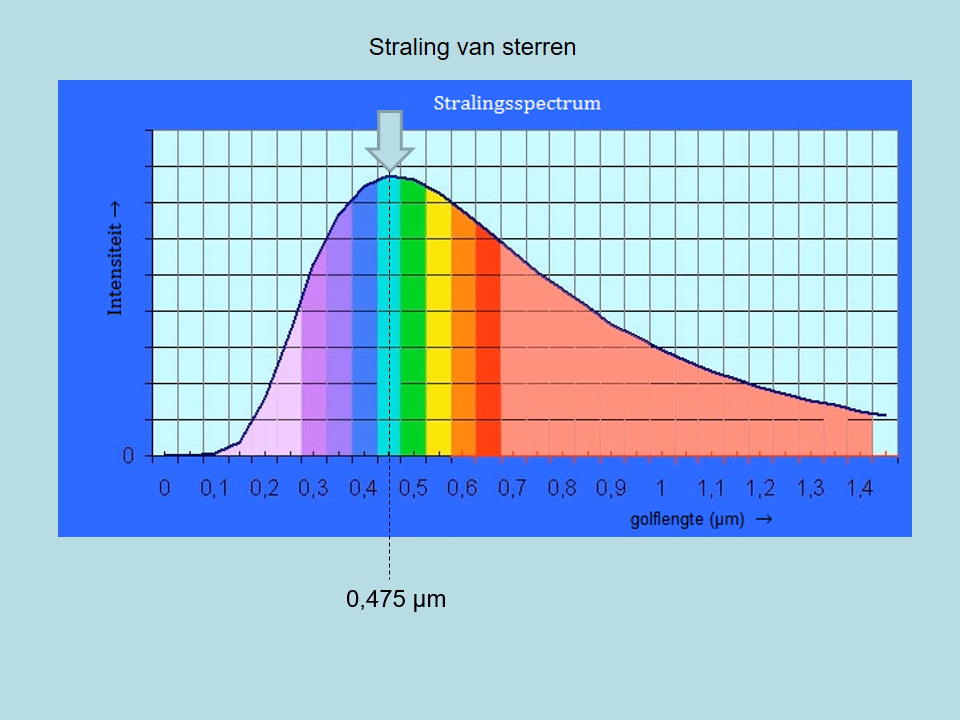 Straling van sterren
Stralingsspectrum
Intensiteit →
0
0 0,1 0,2 0,3 0,4 0,5 0,6 0,7 0,8 0,9 1 1,1 1,2 1,3 1,4
golflengte (µm) →
0,475 µm